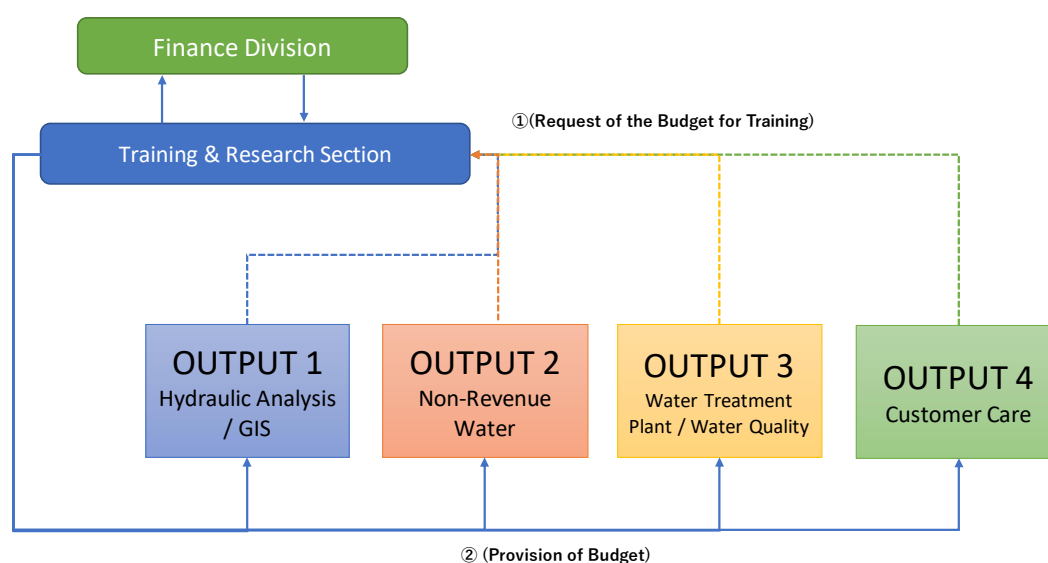 Finance Division
①(Request of the Budget for Training)
Training & Research Section
OUTPUT 1
Hydraulic Analysis
/ GIS
OUTPUT 2
Non-Revenue
Water
OUTPUT 3
Water Treatment
Plant / Water Quality
OUTPUT 4
Customer Care
② (Provision of Budget)